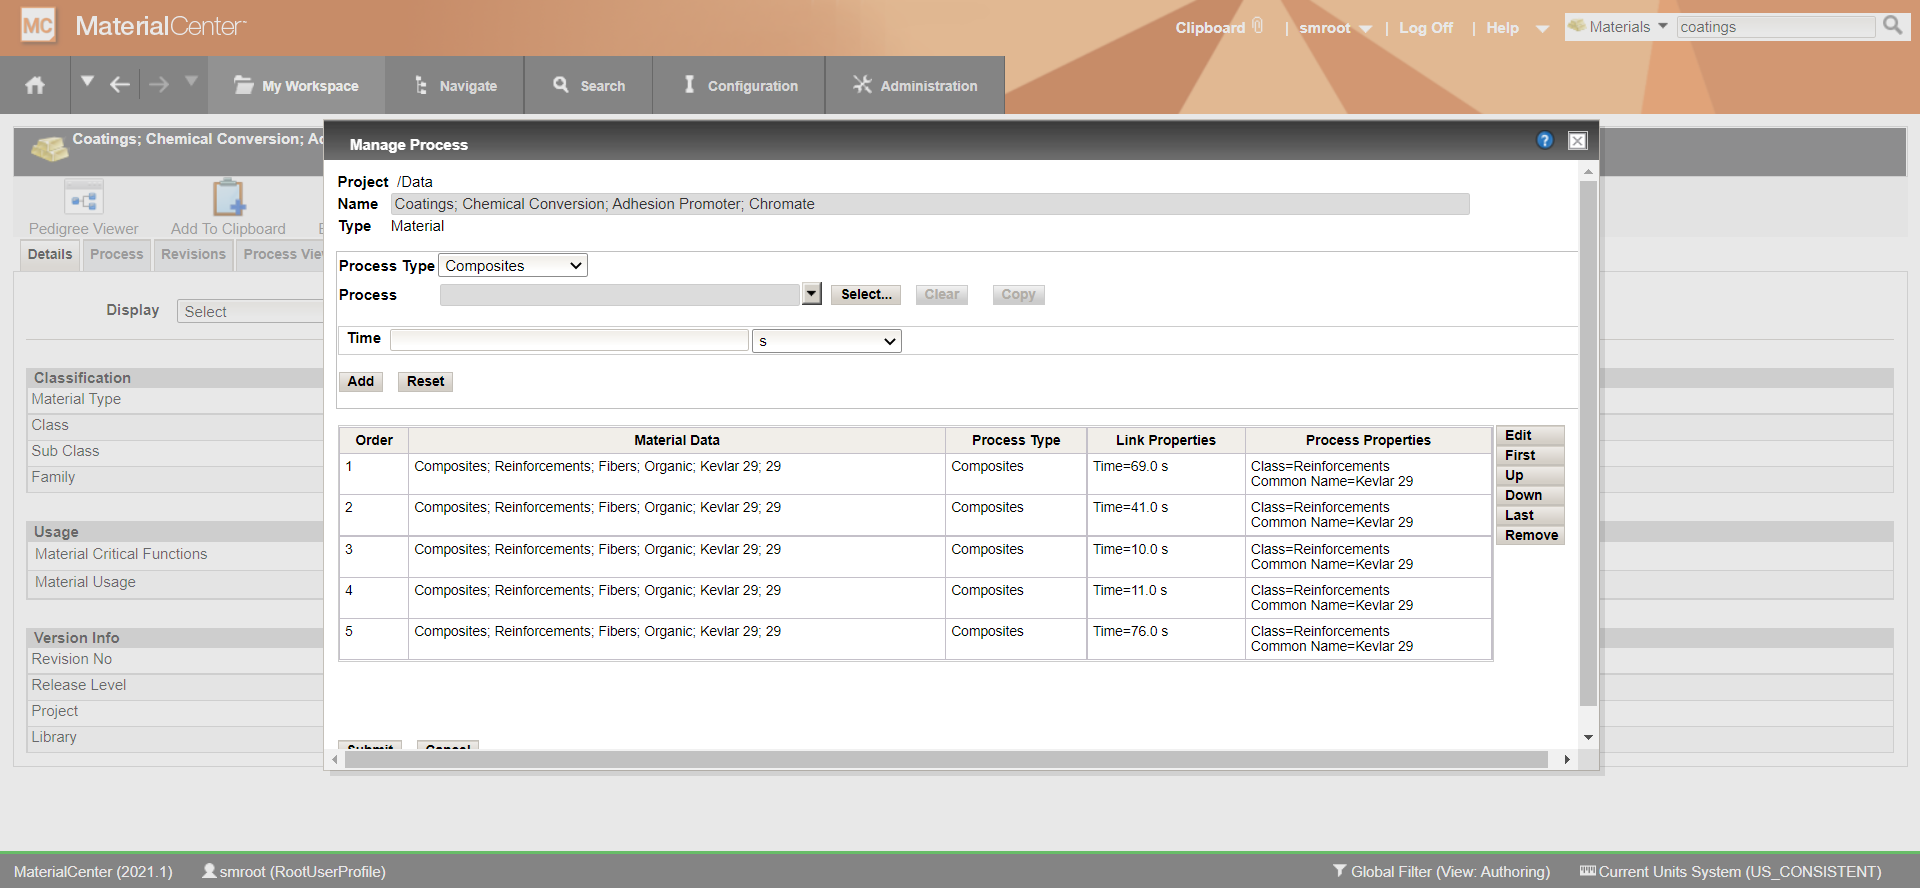 MC MaterialCenter
Clipboard | smroot | Log Off | Help
Materials coatings
My Workspace Navigate Search Configuration Administration
Coatings; Chemical Conversion; Ad
Pedigree Viewer Add To Clipboard
Details Process Revisions Process Vie
Display Select
Classification
Material Type
Class
Sub Class
Family
Usage
Material Critical Functions
Material Usage
Version Info
Revision No
Release Level
Project
Library
Manage Process ?
Project /Data
Name Coatings; Chemical Conversion; Adhesion Promoter; Chromate
Type Material
Process Type Composites
Process Select... Clear Copy
Time s
Add Reset
Order Material Data Process Type Link Properties Process Properties
1 Composites; Reinforcements; Fibers; Organic; Kevlar 29; 29 Composites Time=69.0 s Class=Reinforcements
Common Name=Kevlar 29
2 Composites; Reinforcements; Fibers; Organic; Kevlar 29; 29 Composites Time=41.0 s Class=Reinforcements
Common Name=Kevlar 29
3 Composites; Reinforcements; Fibers; Organic; Kevlar 29; 29 Composites Time=10.0 s Class=Reinforcements
Common Name=Kevlar 29
4 Composites; Reinforcements; Fibers; Organic; Kevlar 29; 29 Composites Time=11.0 s Class=Reinforcements
Common Name=Kevlar 29
5 Composites; Reinforcements; Fibers; Organic; Kevlar 29; 29 Composites Time=76.0 s Class=Reinforcements
Common Name=Kevlar 29
Edit
First
Up
Down
Last
Remove
Submit Cancel
MaterialCenter (2021.1) smroot (RootUserProfile) Global Filter (View: Authoring) Current Units System (US_CONSISTENT)